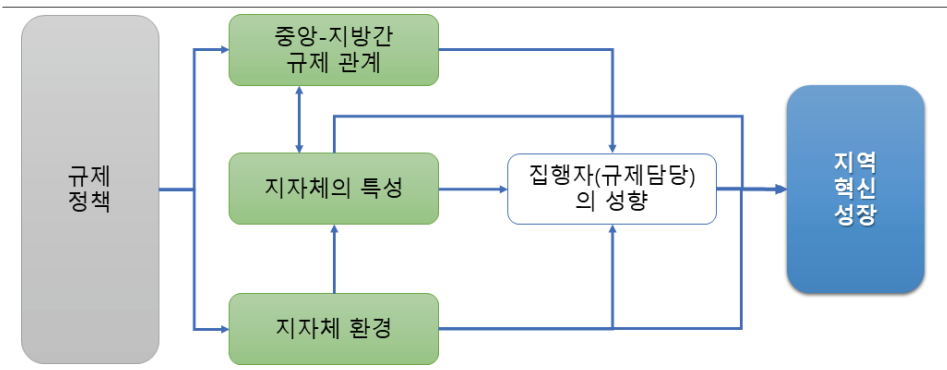 규제
정책
중앙-지방간
규제 관계
지자체의 특성
지자체 환경
집행자(규제담당)
의 성향
지역
혁신
성장